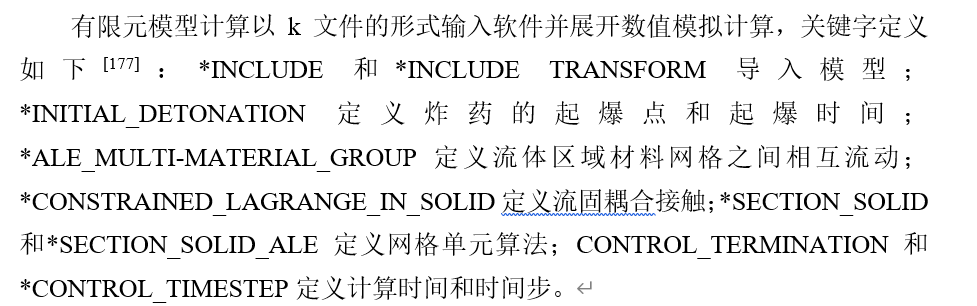 有限元模型计算以 k 文件的形式输入软件并展开数值模拟计算，关键字定义
如下[177]：*INCLUDE 和*INCLUDE TRANSFORM 导入模型；
*INITIAL_DETONATION 定义炸药的起爆点和起爆时间；
*ALE_MULTI-MATERIAL_GROUP 定义流体区域材料网格之间相互流动；
*CONSTRAINED_LAGRANGE_IN_SOLID 定义流固耦合接触；*SECTION_SOLID
和*SECTION_SOLID_ALE 定义网格单元算法；CONTROL_TERMINATION 和
*CONTROL_TIMESTEP 定义计算时间和时间步。